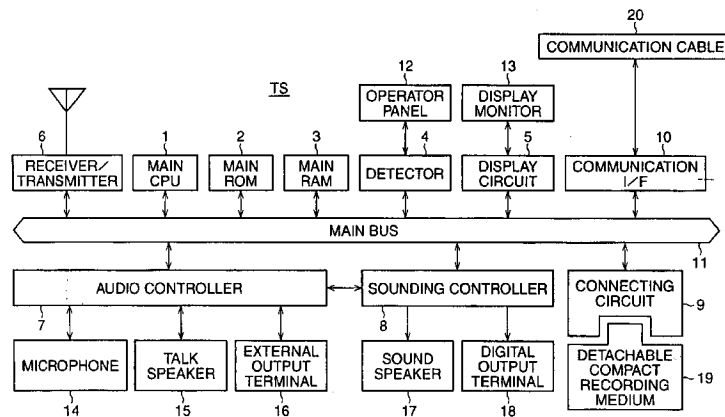 20
COMMUNICATION CABLE
TS
12
13
OPERATOR
PANEL
DISPLAY
MONITOR
6
1
2
3
4
5
10
RECEIVER/
TRANSMITTER
MAIN
CPU
MAIN
ROM
MAIN
RAM
DETECTOR
DISPLAY
CIRCUIT
COMMUNICATION
I/F
MAIN BUS
11
AUDIO CONTROLLER
SOUNDING CONTROLLER
CONNECTING
CIRCUIT
7
8
9
MICROPHONE
TALK
SPEAKER
EXTERNAL
OUTPUT
TERMINAL
SOUND
SPEAKER
DIGITAL
OUTPUT
TERMINAL
DETACHABLE
COMPACT
RECORDING
MEDIUM
14
15
16
17
18
19